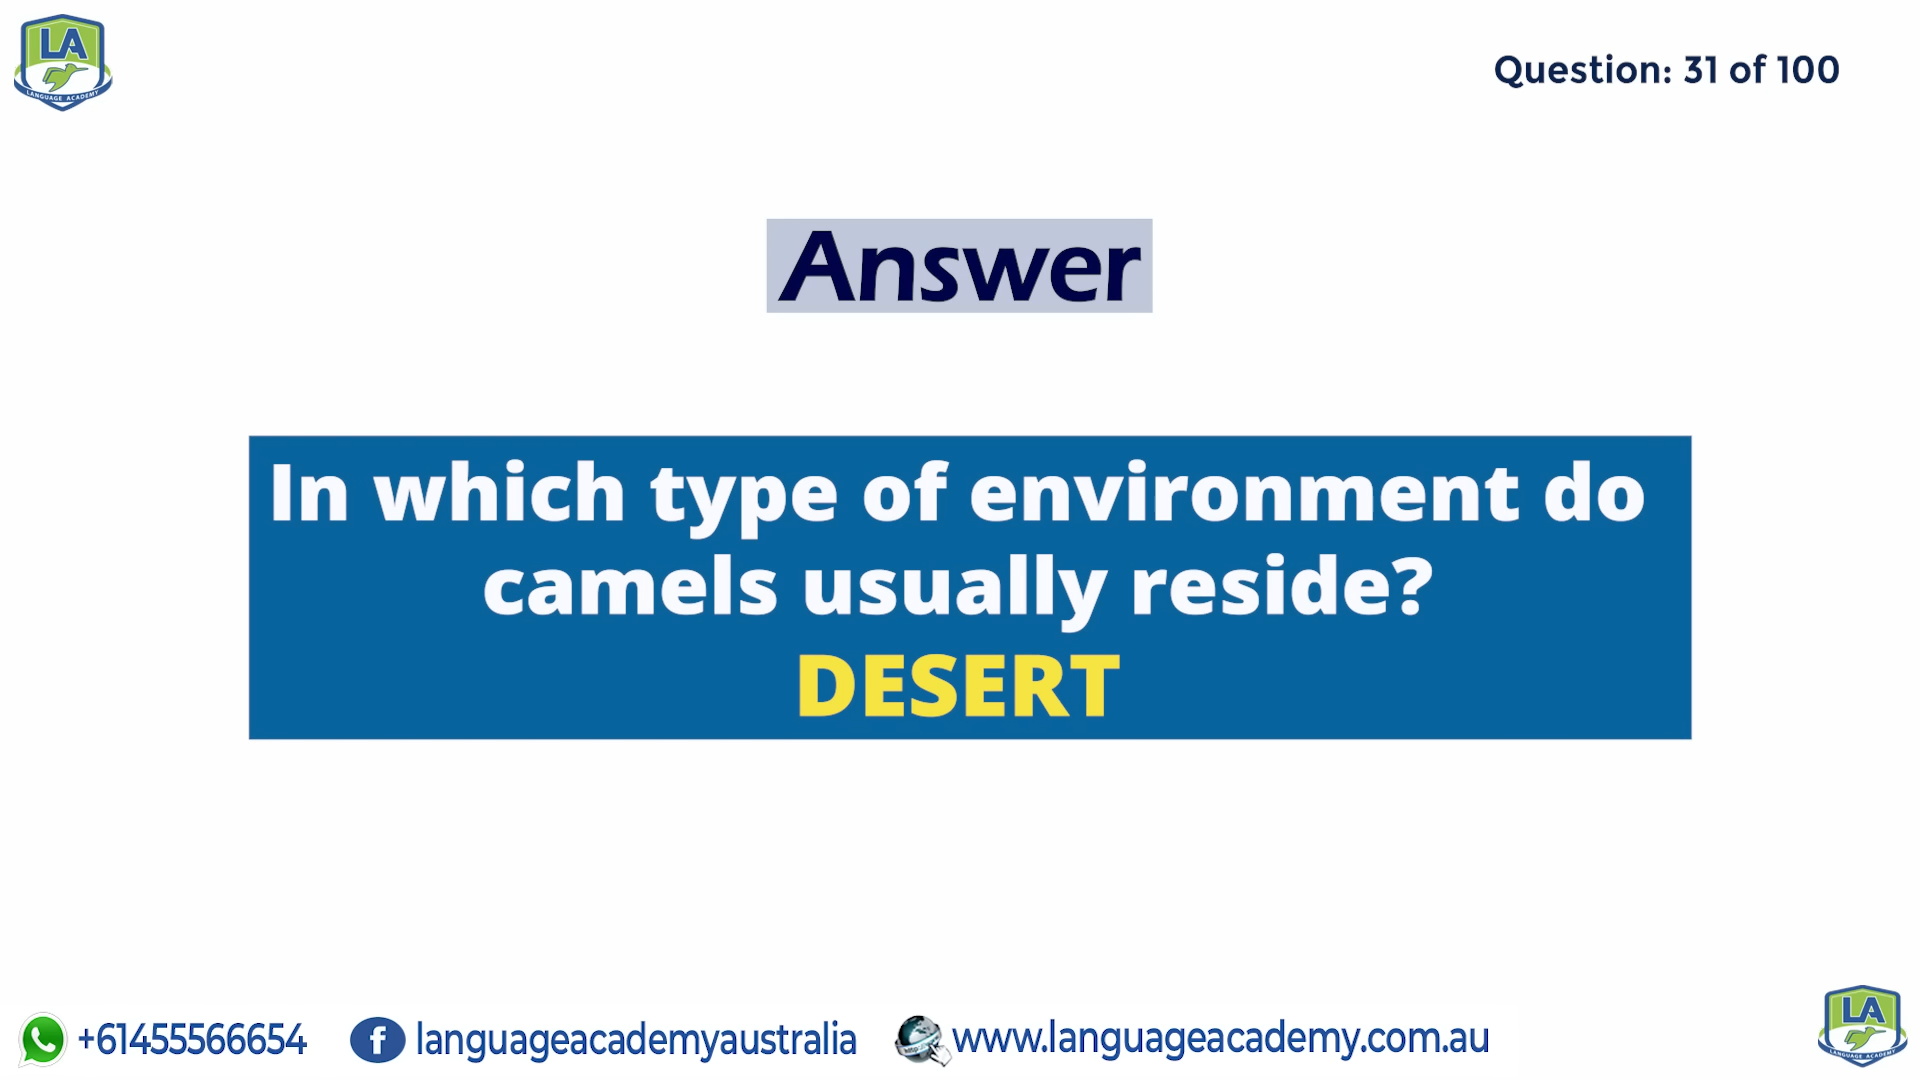 LA
LANGUAGE ACADEMY
Question: 31 of 100
Answer
In which type of environment do
camels usually reside?
DESERT
+61455566654
f languageacademyaustralia
http
www.languageacademy.com.au
LA
LANGUAGE ACADEMY